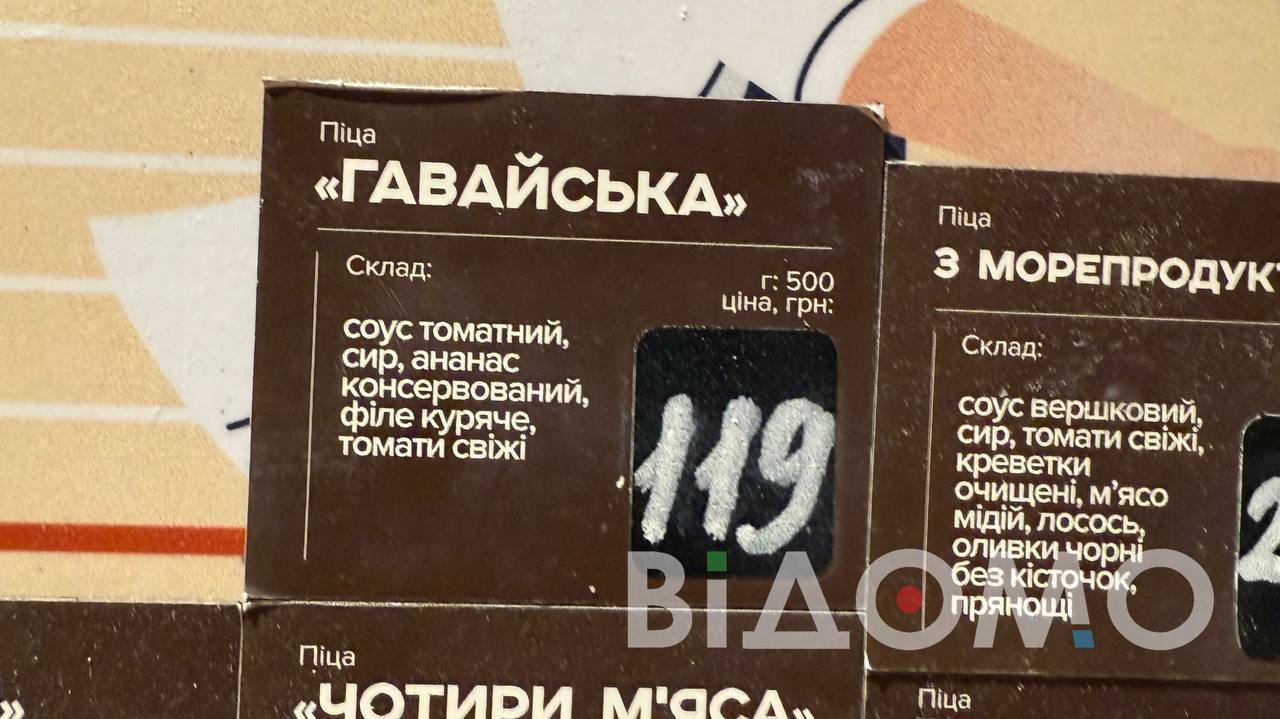 Піца
«ГАВАЙСЬКА»
Склад:
г: 500
ціна, грн:
соус томатний,
сир, ананас
консервований,
філе куряче,
томати свіжі
119
Піца
З МОРЕПРОДУК
Склад:
соус вершковий,
сир, томати свіжі,
креветки
очищені, м'ясо
мідій, лосось,
оливки чорні
без кісточок,
прянощі
2
Піца
«ЧОТИРИ М'ЯСА»
Піца
»
ВіДОМО